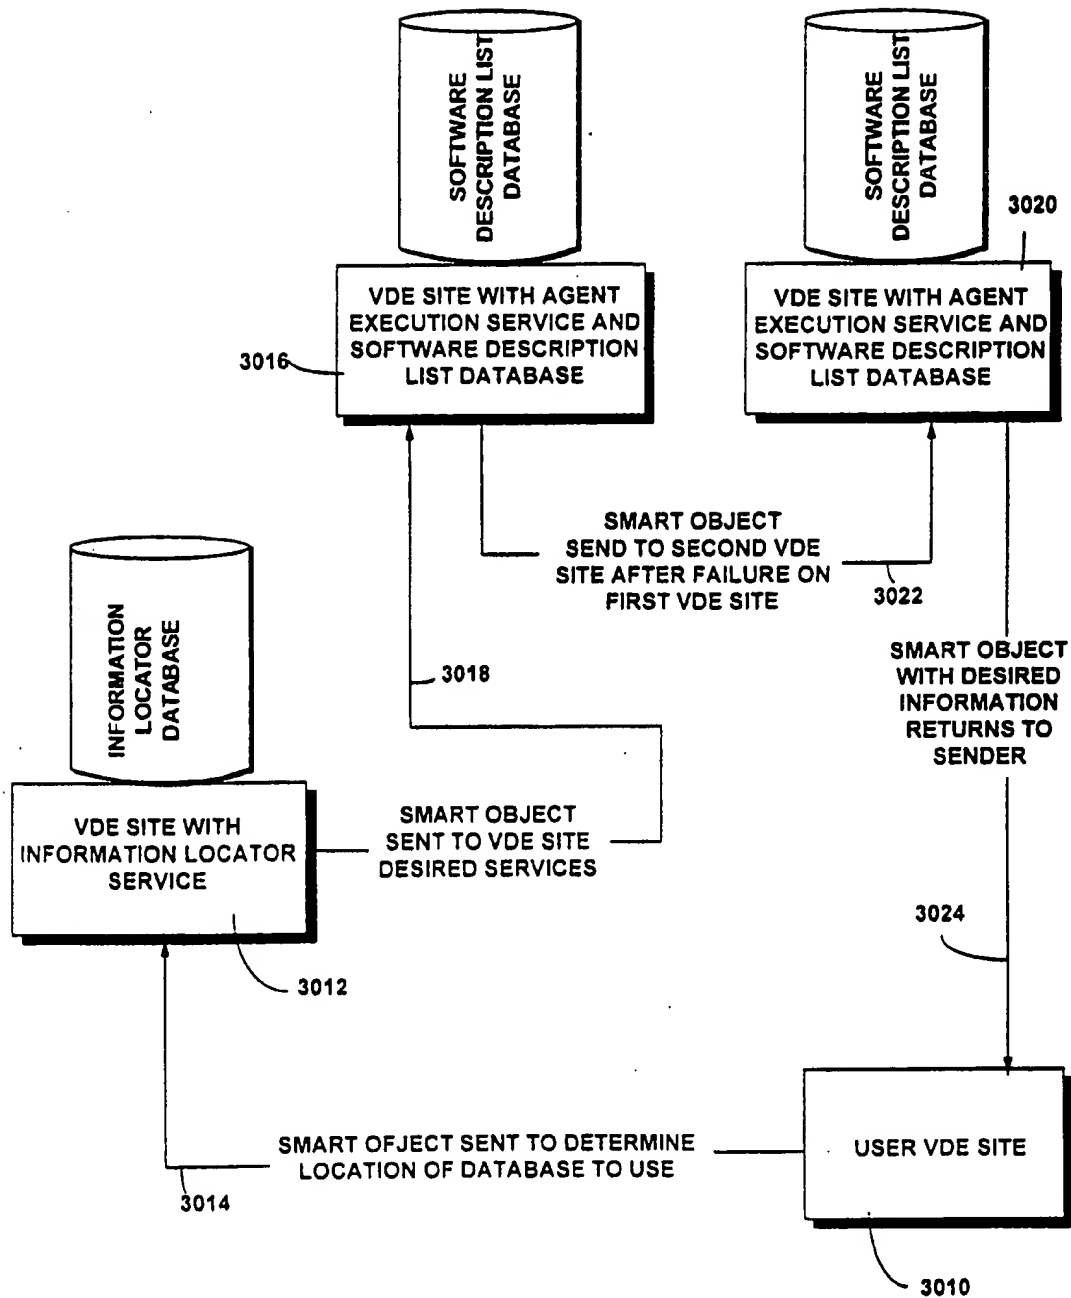 SOFTWARE
DESCRIPTION LIST
DATABASE
SOFTWARE
DESCRIPTION LIST
DATABASE
3020
VDE SITE WITH AGENT
EXECUTION SERVICE AND
SOFTWARE DESCRIPTION
LIST DATABASE
3016
VDE SITE WITH AGENT
EXECUTION SERVICE AND
SOFTWARE DESCRIPTION
LIST DATABASE
SMART OBJECT
SEND TO SECOND VDE
SITE AFTER FAILURE ON
FIRST VDE SITE
3022
INFORMATION
LOCATOR
DATABASE
3018
SMART OBJECT
WITH DESIRED
INFORMATION
RETURNS TO
SENDER
VDE SITE WITH
INFORMATION LOCATOR
SERVICE
SMART OBJECT
SENT TO VDE SITE
DESIRED SERVICES
3012
3024
SMART OFJECT SENT TO DETERMINE
LOCATION OF DATABASE TO USE
3014
USER VDE SITE
3010